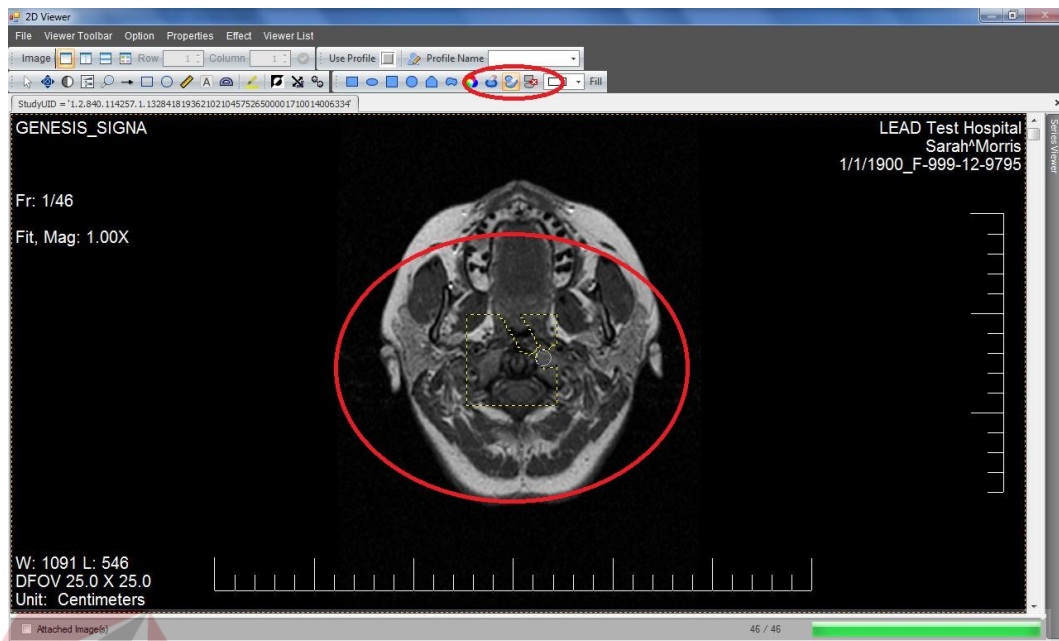 2D Viewer
File Viewer Toolbar Option Properties Effect Viewer List
Image Row 1 Column 1 Use Profile Profile Name
A Fill
StudyUID = '1.2.840.114257.1.13284181936210210457526500001710014006334'
GENESIS_SIGNA
LEAD Test Hospital
Sarah^Morris
1/1/1900_F-999-12-9795
Series Viewer
Fr: 1/46
Fit, Mag: 1.00X
W: 1091 L: 546
DFOV 25.0 X 25.0
Unit: Centimeters
Attached Image(s) 46 / 46